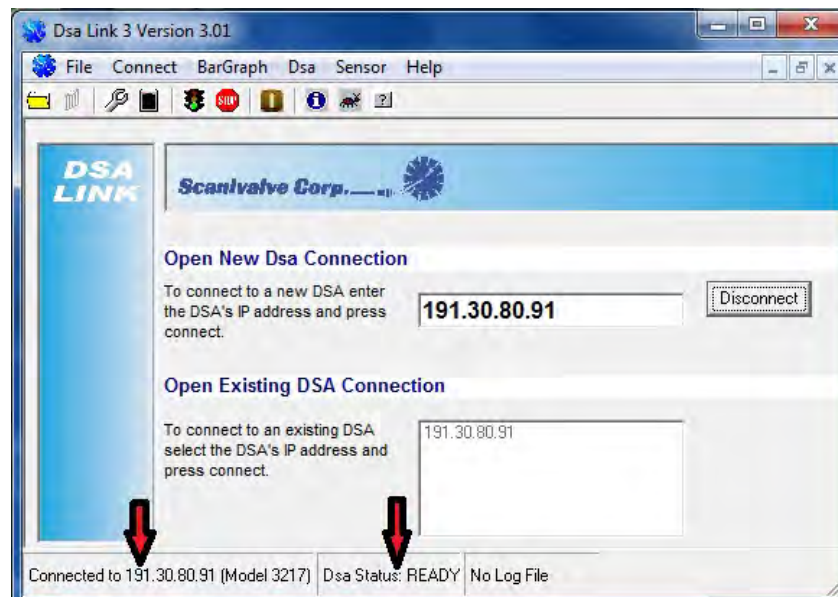 Dsa Link 3 Version 3.01
File Connect BarGraph Dsa Sensor Help
STOP
DSA
LINK
Scanivalve Corp.
Open New Dsa Connection
To connect to a new DSA enter
the DSA's IP address and press
connect.
191.30.80.91
Disconnect
Open Existing DSA Connection
To connect to an existing DSA
select the DSA's IP address and
press connect.
191.30.80.91
Connected to 191.30.80.91 (Model 3217) Dsa Status: READY No Log File